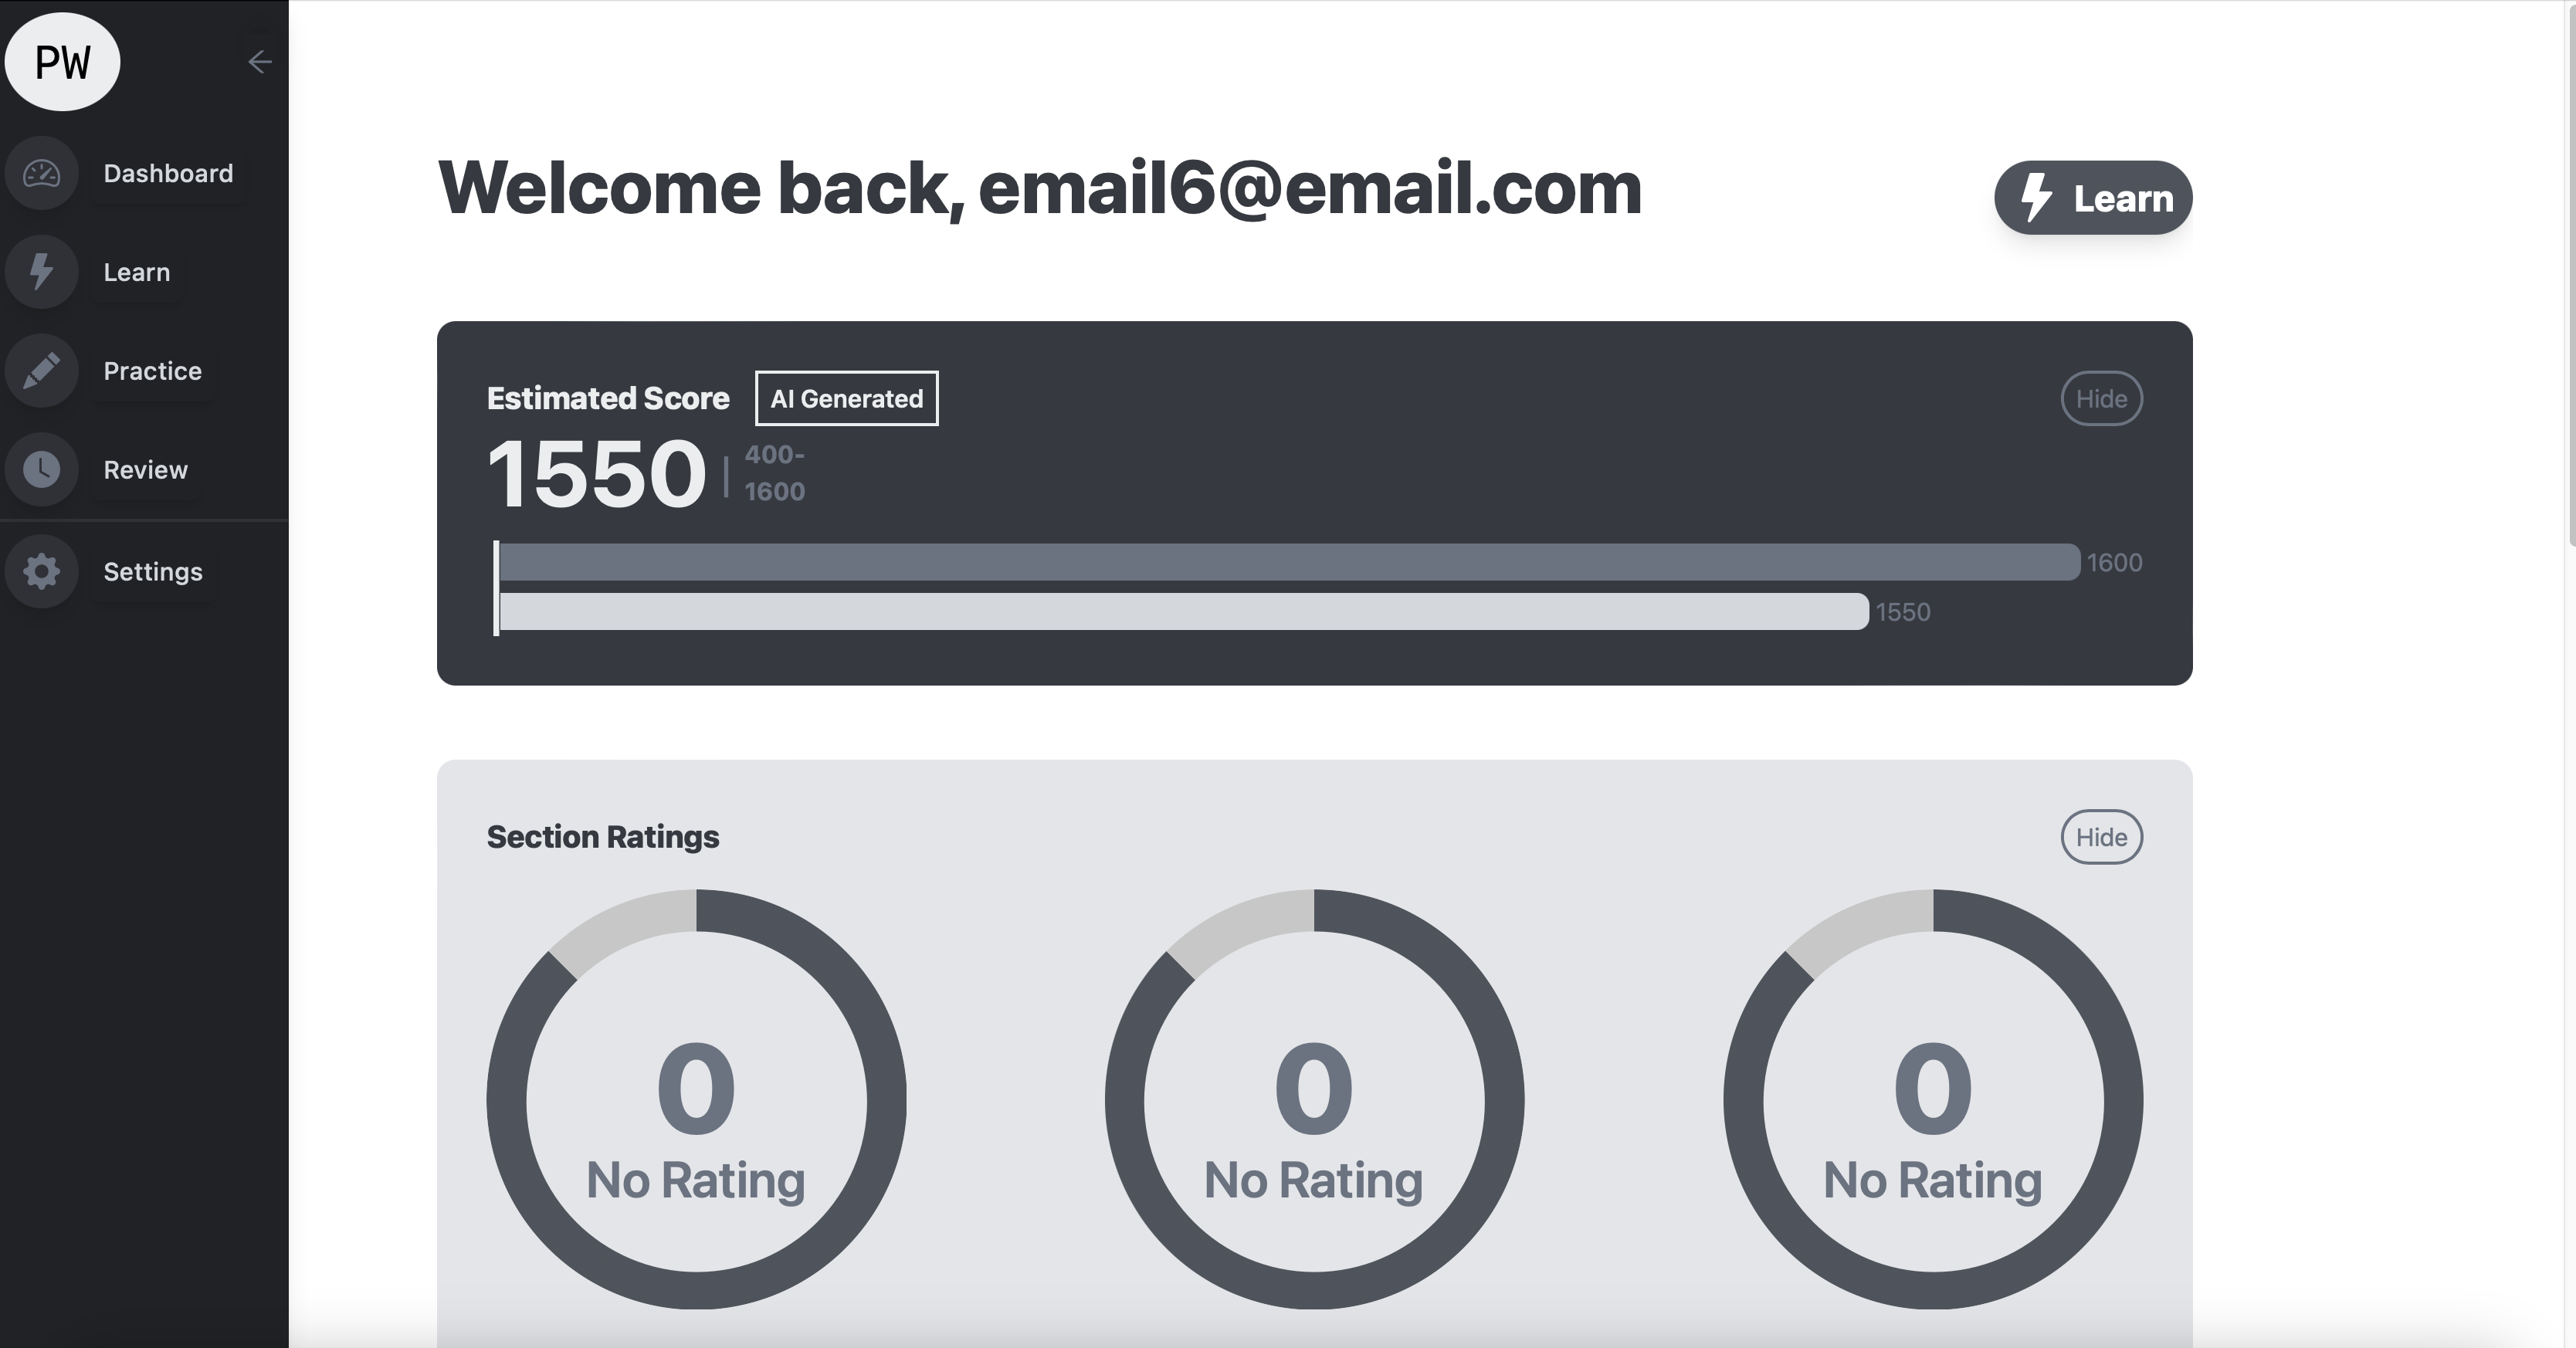 PW
Dashboard
Learn
Practice
Review
Settings
Welcome back, email6@email.com
Learn
Estimated Score
AI Generated
Hide
1550
400-
1600
1600
1550
Section Ratings
Hide
0
No Rating
0
No Rating
0
No Rating